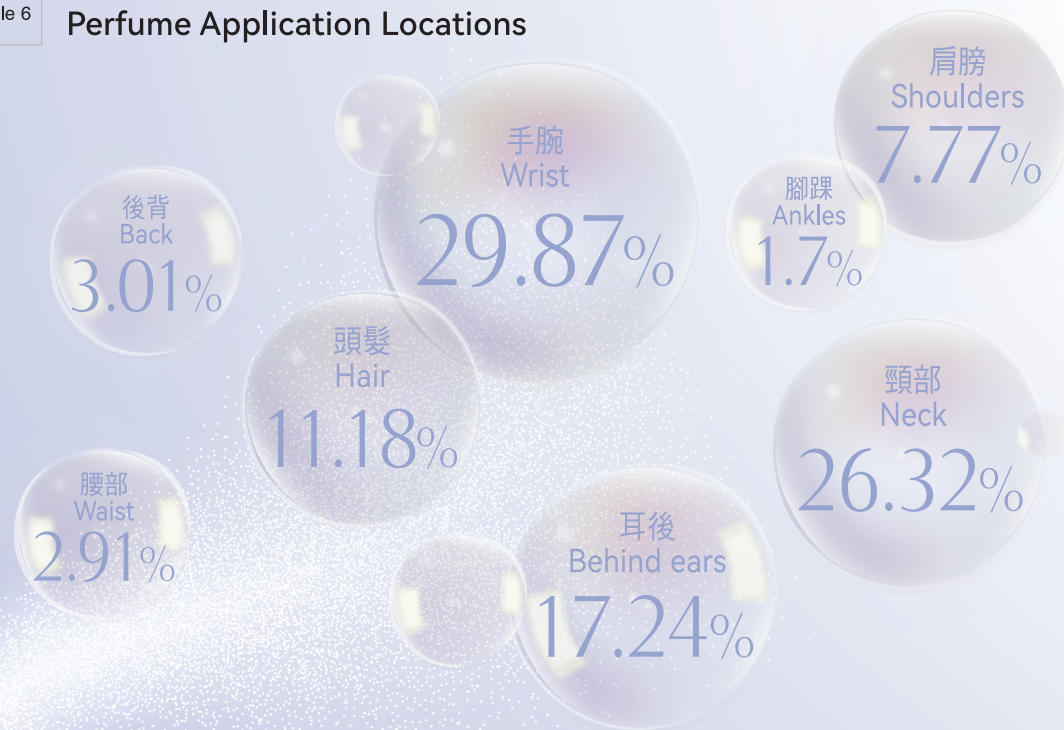 le 6
Perfume Application Locations
肩膀
Shoulders
7.77%
手腕
Wrist
29.87%
腳踝
Ankles
1.7%
後背
Back
3.01%
頭髮
Hair
11.18%
頸部
Neck
26.32%
腰部
Waist
2.91%
耳後
Behind ears
17.24%